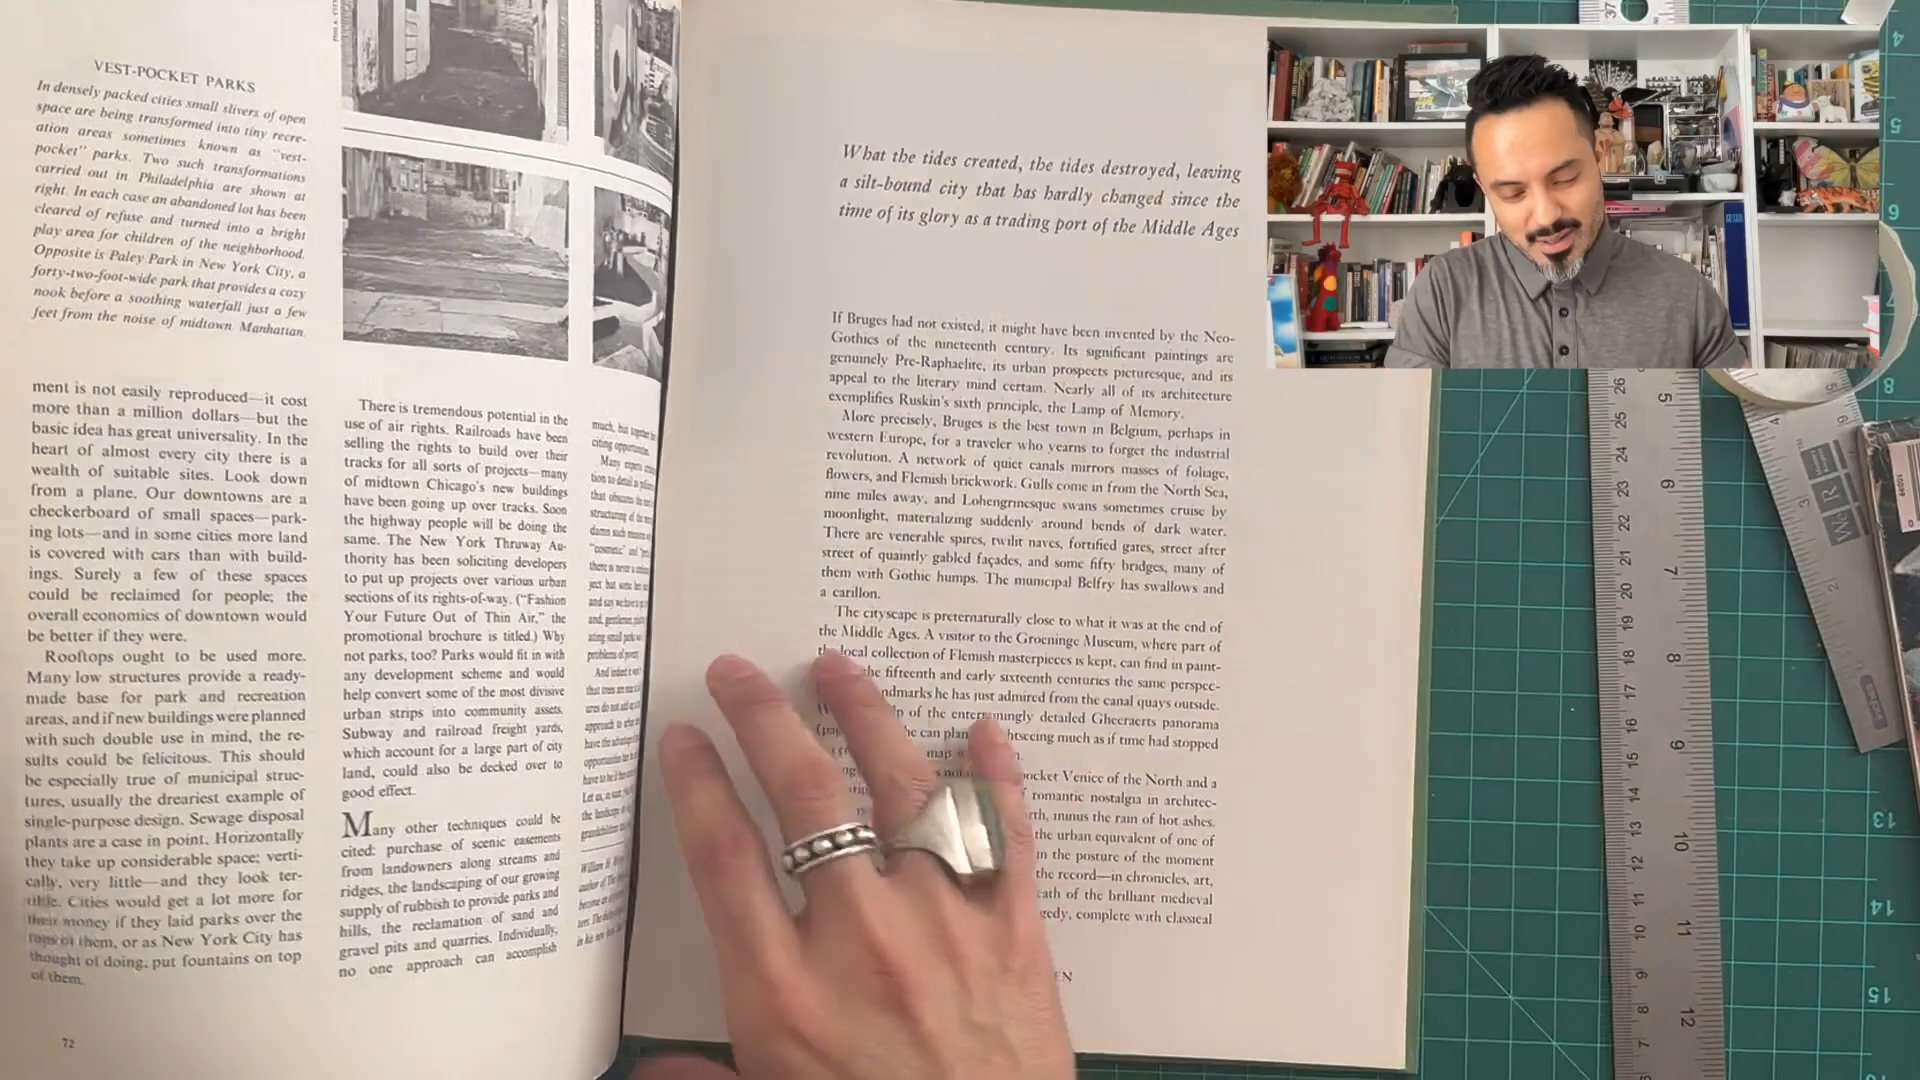 VEST-POCKET PARKS
In densely packed cities small slivers of open
space are being transformed into tiny recre-
ation areas sometimes known as "vest-
pocket" parks. Two such transformations
carried out in Philadelphia are shown at
right. In each case an abandoned lot has been
cleared of refuse and turned into a bright
play area for children of the neighborhood.
Opposite is Paley Park in New York City, a
forty-two-foot-wide park that provides a cozy
nook before a soothing waterfall just a few
feet from the noise of midtown Manhattan.
ment is not easily reproduced—it cost
more than a million dollars—but the
basic idea has great universality. In the
heart of almost every city there is a
wealth of suitable sites. Look down
from a plane. Our downtowns are a
checkerboard of small spaces—park-
ing lots—and in some cities more land
is covered with cars than with build-
ings. Surely a few of these spaces
could be reclaimed for people; the
overall economics of downtown would
be better if they were.
Rooftops ought to be used more.
Many low structures provide a ready-
made base for park and recreation
areas, and if new buildings were planned
with such double use in mind, the re-
sults could be felicitous. This should
be especially true of municipal struc-
tures, usually the dreariest example of
single-purpose design. Sewage disposal
plants are a case in point. Horizontally
they take up considerable space; verti-
cally, very little—and they look ter-
rible. Cities would get a lot more for
their money if they laid parks over the
tops of them, or as New York City has
thought of doing, put fountains on top
of them.
72
There is tremendous potential in the
use of air rights. Railroads have been
selling the rights to build over their
tracks for all sorts of projects—many
of midtown Chicago's new buildings
have been going up over tracks. Soon
the highway people will be doing the
same. The New York Thruway Au-
thority has been soliciting developers
to put up projects over various urban
sections of its rights-of-way. ("Fashion
Your Future Out of Thin Air," the
promotional brochure is titled.) Why
not parks, too? Parks would fit in with
any development scheme and would
help convert some of the most divisive
urban strips into community assets.
Subway and railroad freight yards,
which account for a large part of city
land, could also be decked over to
good effect.
Many other techniques could be
cited: purchase of scenic easements
from landowners along streams and
ridges, the landscaping of our growing
supply of rubbish to provide parks and
hills, the reclamation of sand and
gravel pits and quarries. Individually,
no one approach can accomplish
much, but together
citing opportunities.
Many
that
structuring of the
"cosmetic" and
there is never a
and, gentlemen,
problems of
approach to
have the
Let us,
the landscape
grandchildren
William H.
author of The
What the tides created, the tides destroyed, leaving
a silt-bound city that has hardly changed since the
time of its glory as a trading port of the Middle Ages
If Bruges had not existed, it might have been invented by the Neo-
Gothics of the nineteenth century. Its significant paintings are
genuinely Pre-Raphaelite, its urban prospects picturesque, and its
appeal to the literary mind certain. Nearly all of its architecture
exemplifies Ruskin's sixth principle, the Lamp of Memory.
More precisely, Bruges is the best town in Belgium, perhaps in
western Europe, for a traveler who yearns to forget the industrial
revolution. A network of quiet canals mirrors masses of foliage,
flowers, and Flemish brickwork. Gulls come in from the North Sea,
nine miles away, and Lohengrinesque swans sometimes cruise by
moonlight, materializing suddenly around bends of dark water.
There are venerable spires, twilit naves, fortified gates, street after
street of quaintly gabled façades, and some fifty bridges, many of
them with Gothic humps. The municipal Belfry has swallows and
a carillon.
The cityscape is preternaturally close to what it was at the end of
the Middle Ages. A visitor to the Groeninge Museum, where part of
the local collection of Flemish masterpieces is kept, can find in paint-
the fifteenth and early sixteenth centuries the same perspec-
he has just admired from the canal quays outside.
of the entertainingly detailed Gheeraerts panorama
he can plan much as if time had stopped
map
pocket Venice of the North and a
romantic nostalgia in architec-
minus the rain of hot ashes.
the urban equivalent of one of
in the posture of the moment
the record—in chronicles, art,
of the brilliant medieval
complete with classical